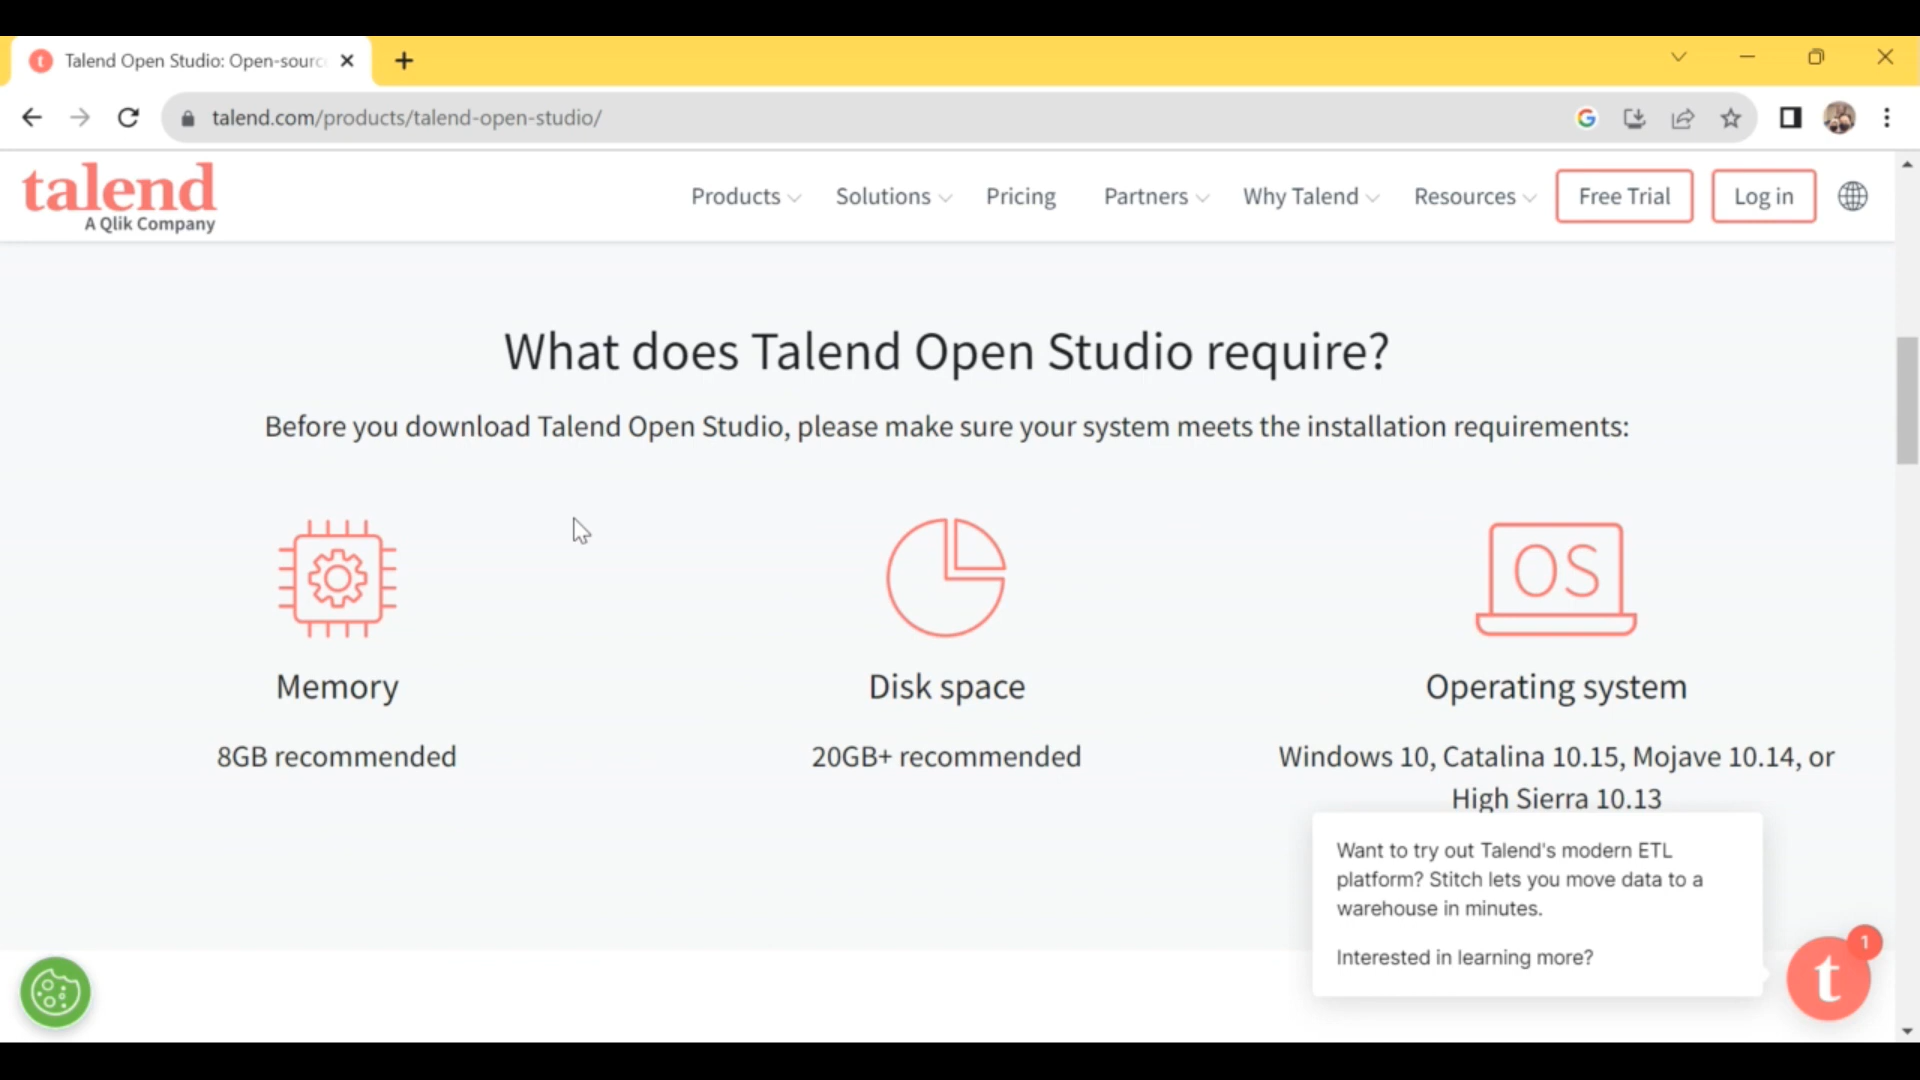 Talend Open Studio: Open-sourc
talend.com/products/talend-open-studio/
talend
A Qlik Company
Products
Solutions
Pricing
Partners
Why Talend
Resources
Free Trial
Log in
What does Talend Open Studio require?
Before you download Talend Open Studio, please make sure your system meets the installation requirements:
OS
Memory
Disk space
Operating system
8GB recommended
20GB+ recommended
Windows 10, Catalina 10.15, Mojave 10.14, or
High Sierra 10.13
Want to try out Talend's modern ETL
platform? Stitch lets you move data to a
warehouse in minutes.
Interested in learning more?
1
t